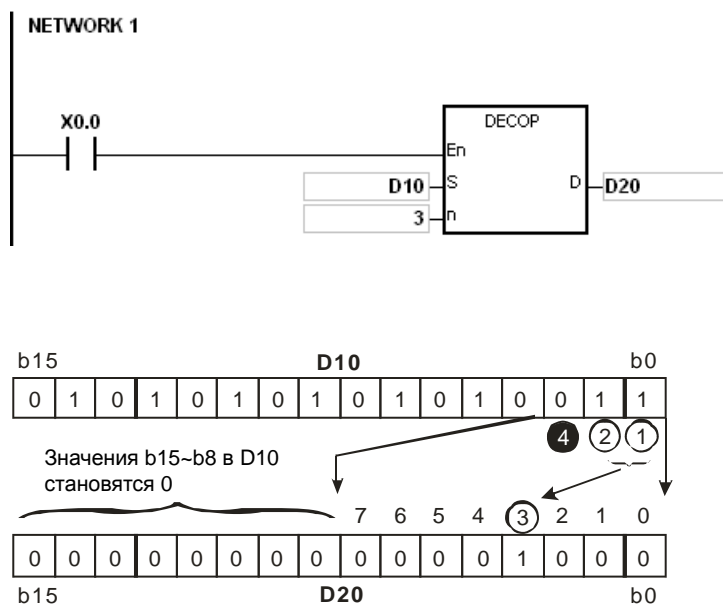 NETWORK 1
X0.0
DECOP
En
D10 S D D20
3 n
b15 D10 b0
0 1 0 1 0 1 0 1 0 1 0 1 0 0 1 1
4 2 1
Значения b15~b8 в D10
становятся 0
7 6 5 4 3 2 1 0
0 0 0 0 0 0 0 0 0 0 0 0 1 0 0 0
b15 D20 b0